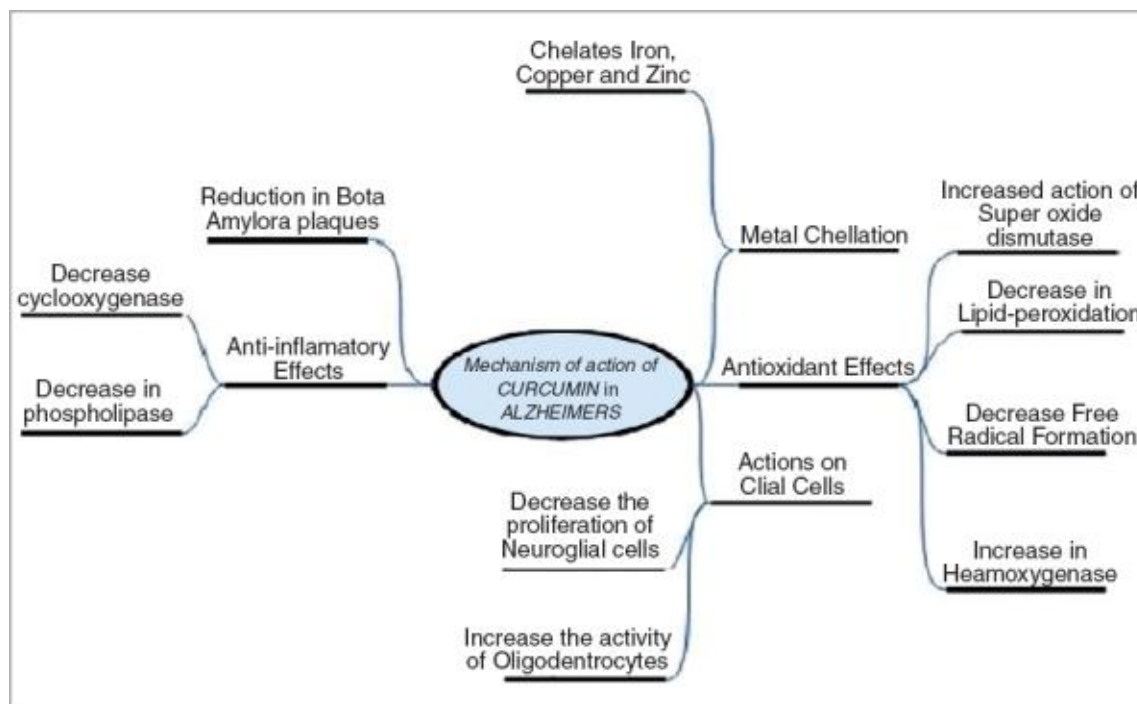 Chelates Iron,
Copper and Zinc
Reduction in Bota
Amylora plaques
Increased action of
Super oxide
dismutase
Metal Chellation
Decrease
cyclooxygenase
Decrease in
Lipid-peroxidation
Anti-inflamatory
Effects
Mechanism of action of
CURCUMIN in
ALZHEIMERS
Antioxidant Effects
Decrease in
phospholipase
Decrease Free
Radical Formation
Actions on
Clial Cells
Decrease the
proliferation of
Neuroglial cells
Increase in
Heamoxygenase
Increase the activity
of Oligodentrocytes